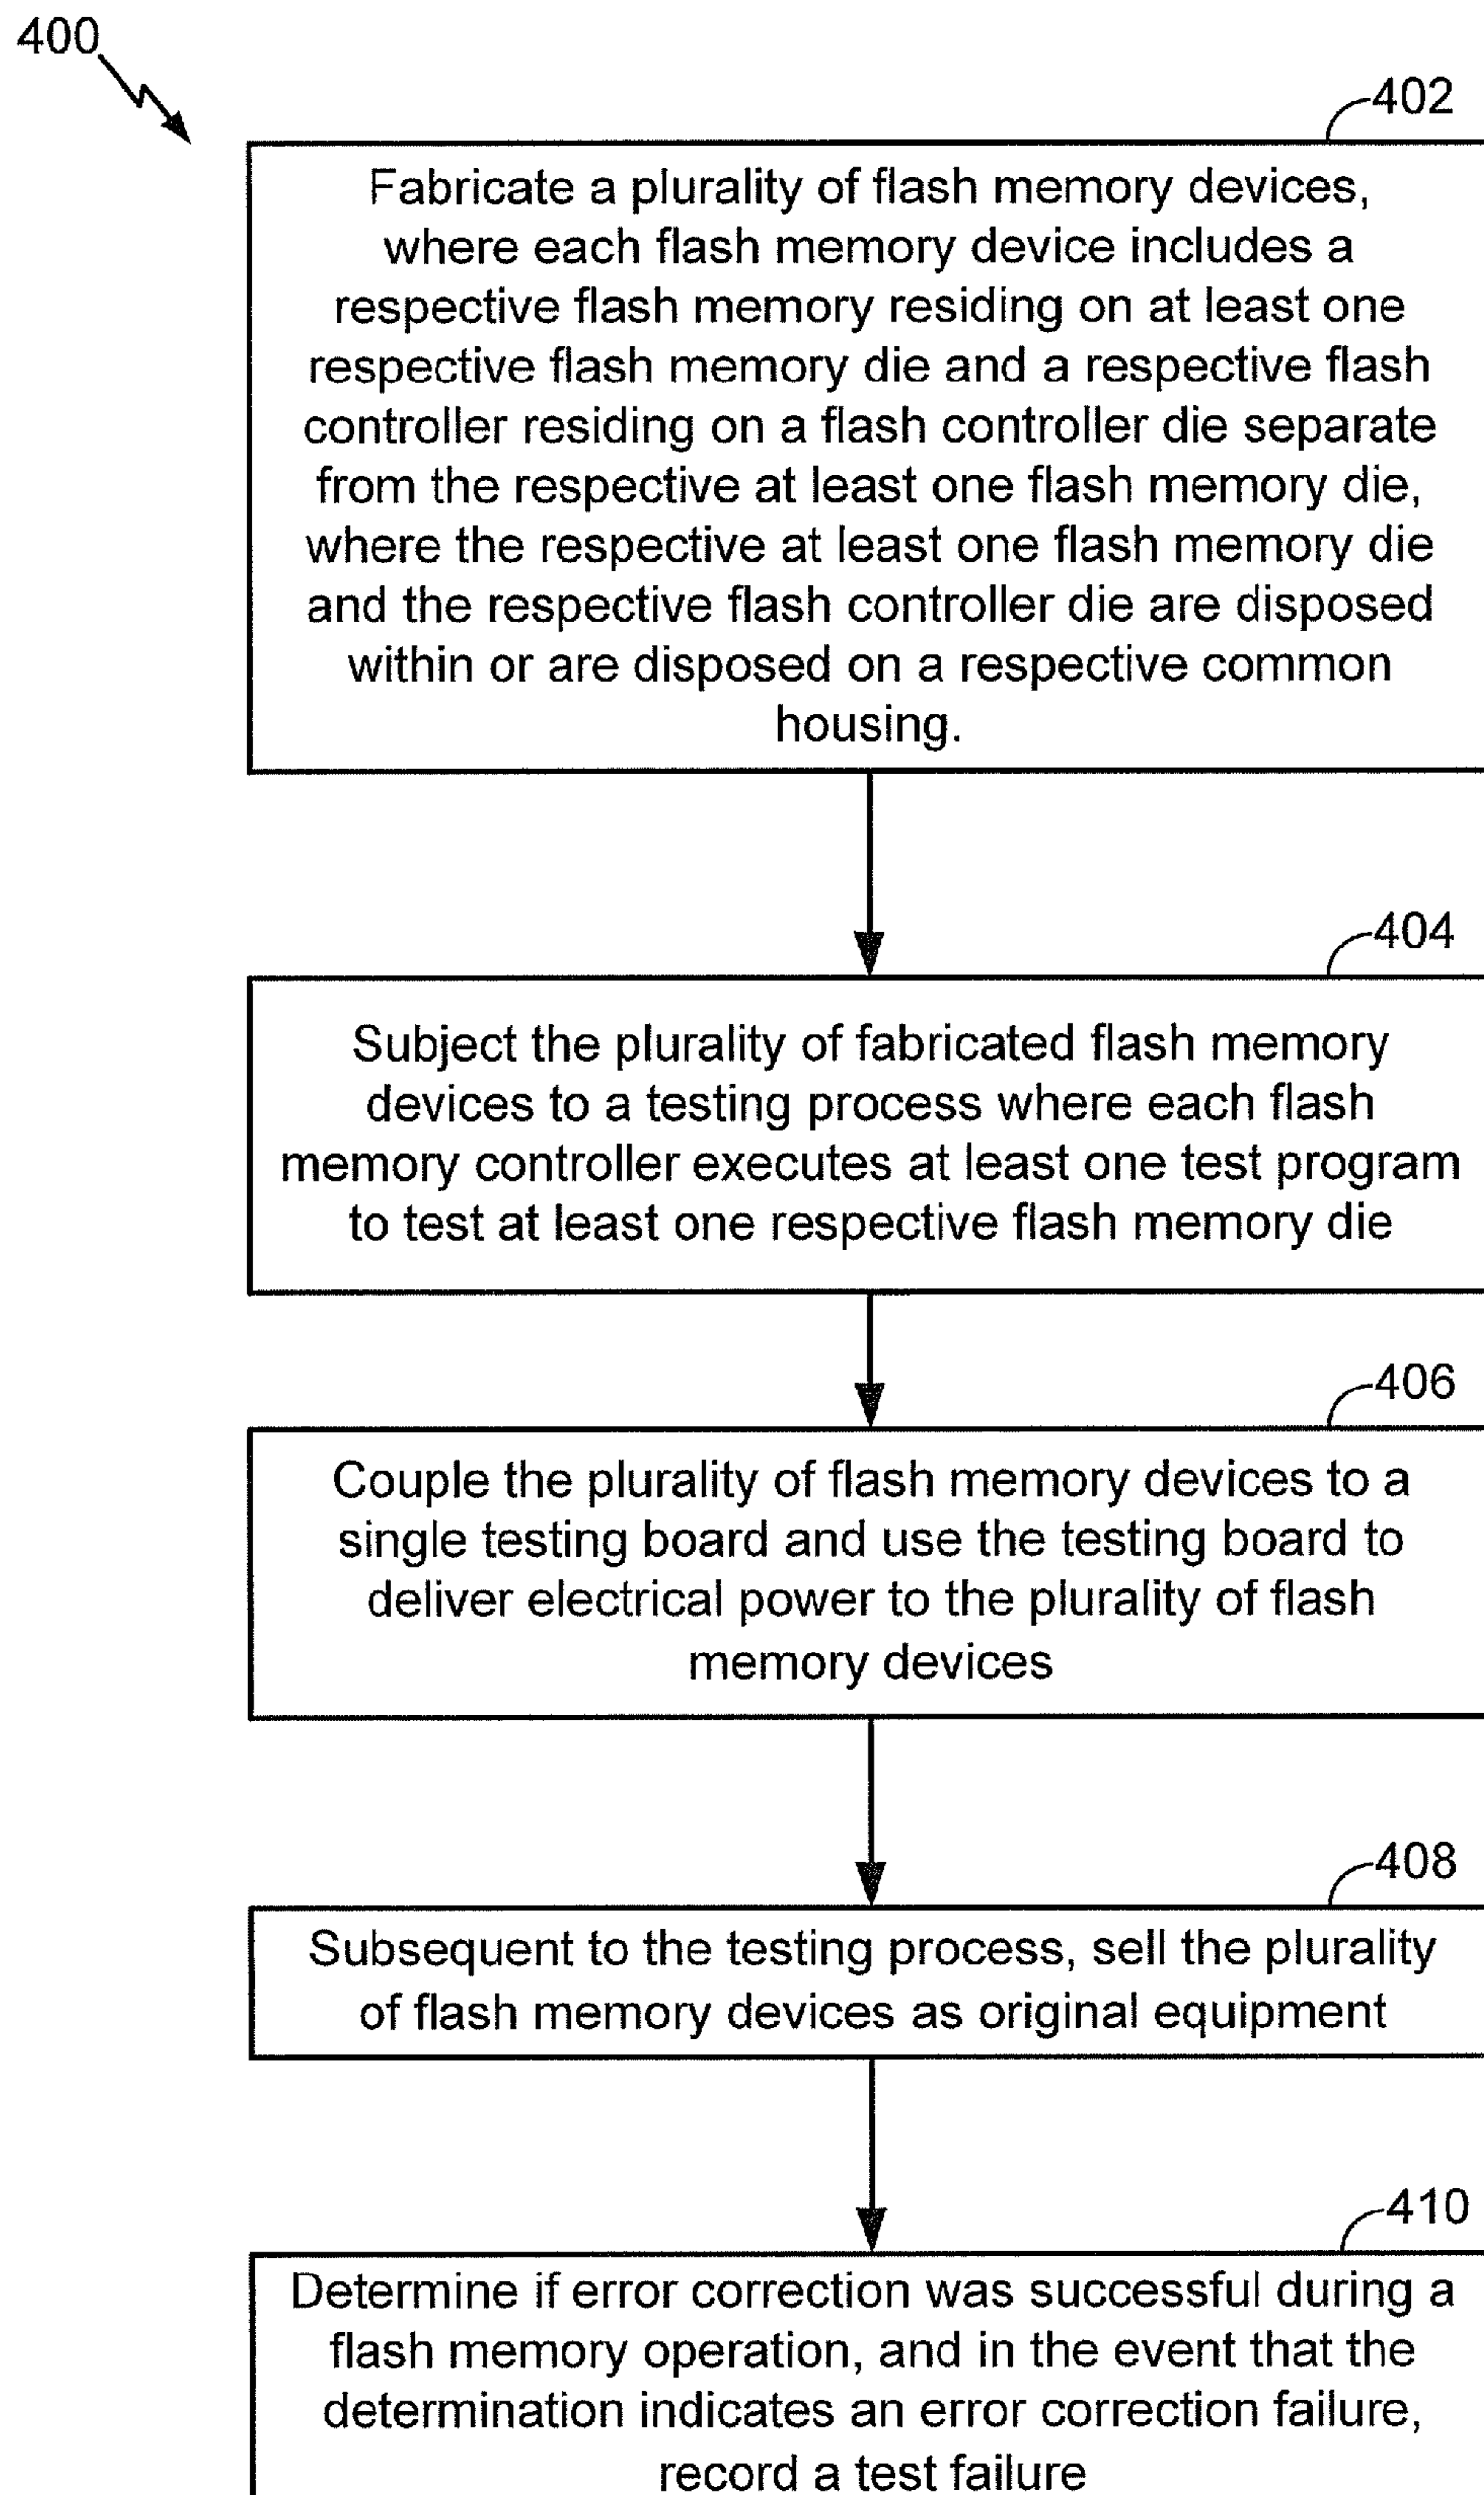 400
402
Fabricate a plurality of flash memory devices,
where each flash memory device includes a
respective flash memory residing on at least one
respective flash memory die and a respective flash
controller residing on a flash controller die separate
from the respective at least one flash memory die,
where the respective at least one flash memory die
and the respective flash controller die are disposed
within or are disposed on a respective common
housing.
404
Subject the plurality of fabricated flash memory
devices to a testing process where each flash
memory controller executes at least one test program
to test at least one respective flash memory die
406
Couple the plurality of flash memory devices to a
single testing board and use the testing board to
deliver electrical power to the plurality of flash
memory devices
408
Subsequent to the testing process, sell the plurality
of flash memory devices as original equipment
410
Determine if error correction was successful during a
flash memory operation, and in the event that the
determination indicates an error correction failure,
record a test failure